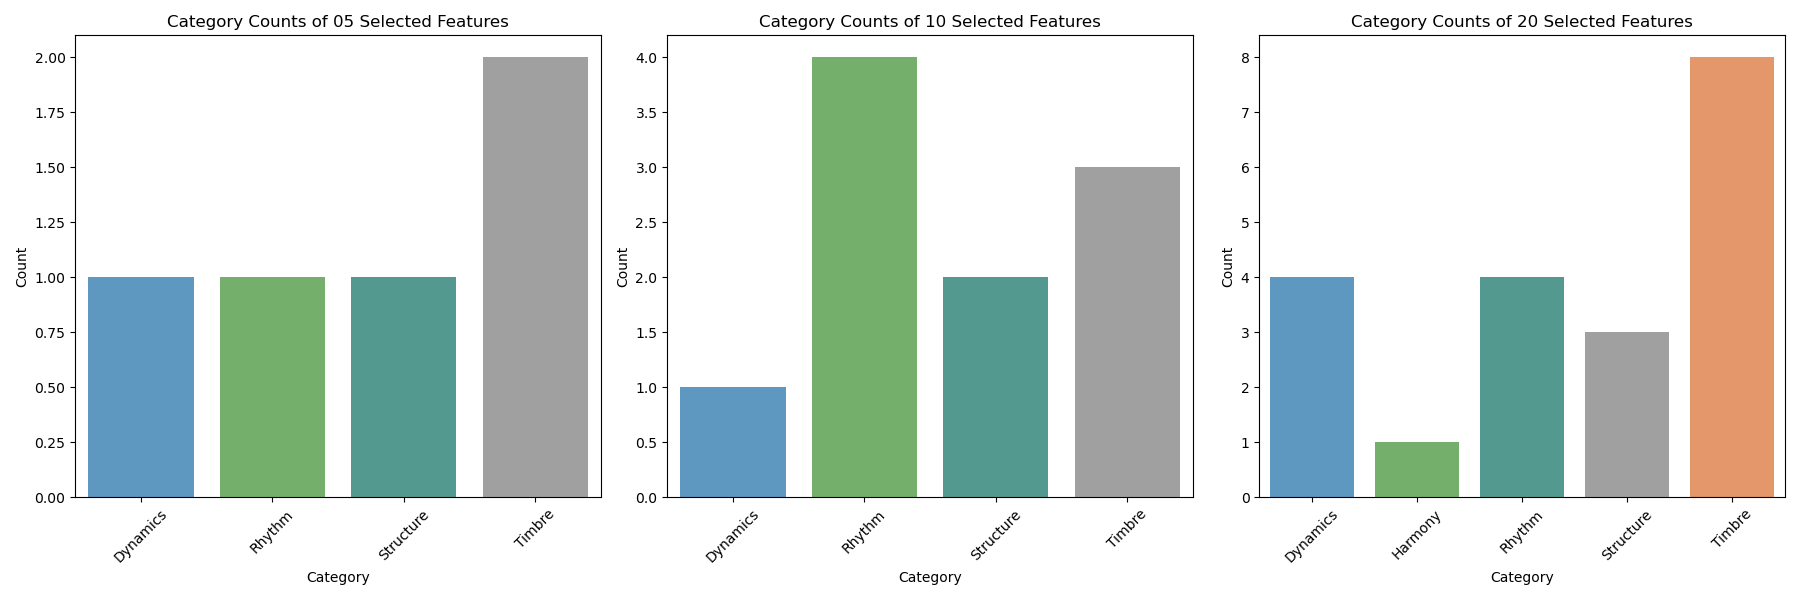 Category Counts of 05 Selected Features
2.00
1.75
1.50
1.25
1.00
0.75
0.50
0.25
0.00
Count
Dynamics
Rhythm
Structure
Timbre
Category
Category Counts of 10 Selected Features
4.0
3.5
3.0
2.5
2.0
1.5
1.0
0.5
0.0
Count
Dynamics
Rhythm
Structure
Timbre
Category
Category Counts of 20 Selected Features
8
7
6
5
4
3
2
1
0
Count
Dynamics
Harmony
Rhythm
Structure
Timbre
Category